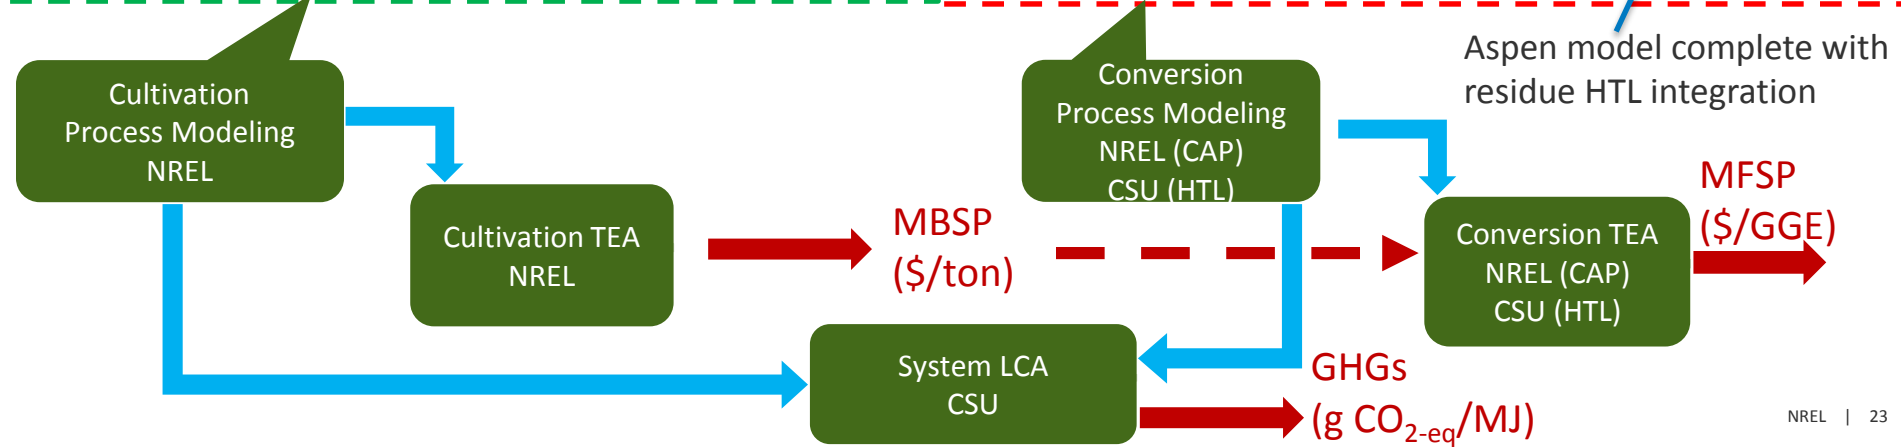 Aspen model complete with
residue HTL integration
Cultivation
Process Modeling
NREL
Conversion
Process Modeling
NREL (CAP)
CSU (HTL)
Cultivation TEA
NREL
MBSP
($/ton)
Conversion TEA
NREL (CAP)
CSU (HTL)
MFSP
($/GGE)
System LCA
CSU
GHGs
(g CO2-eq/MJ)
NREL | 23